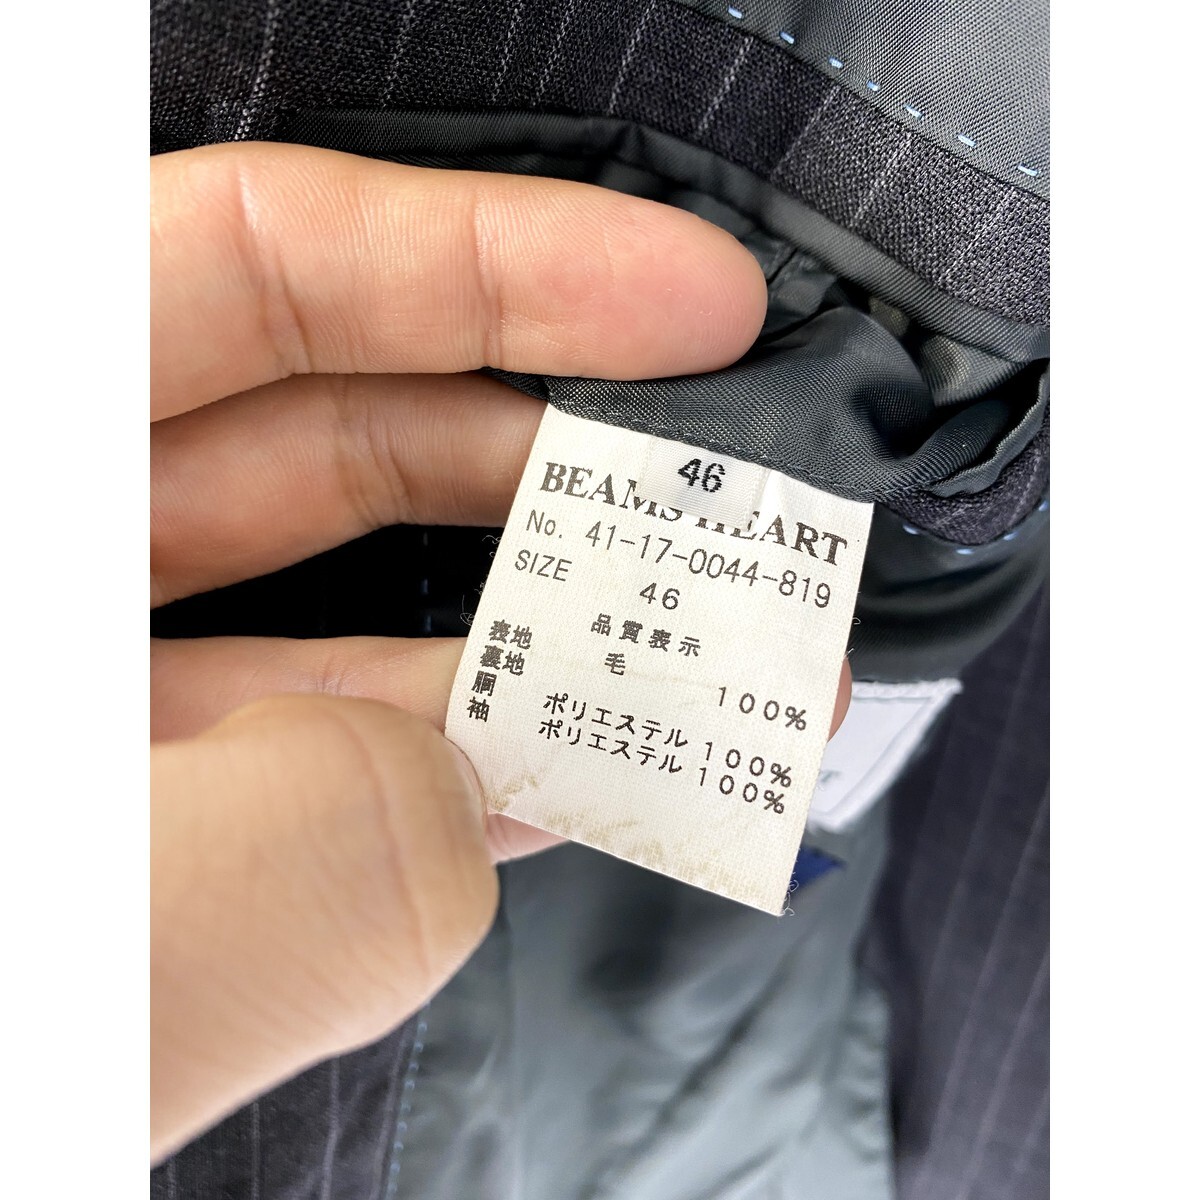 46
BEAMS HEART
No. 41-17-0044-819
SIZE 46
品質表示
表地 毛 100%
裏地
胴 ポリエステル 100%
袖 ポリエステル 100%